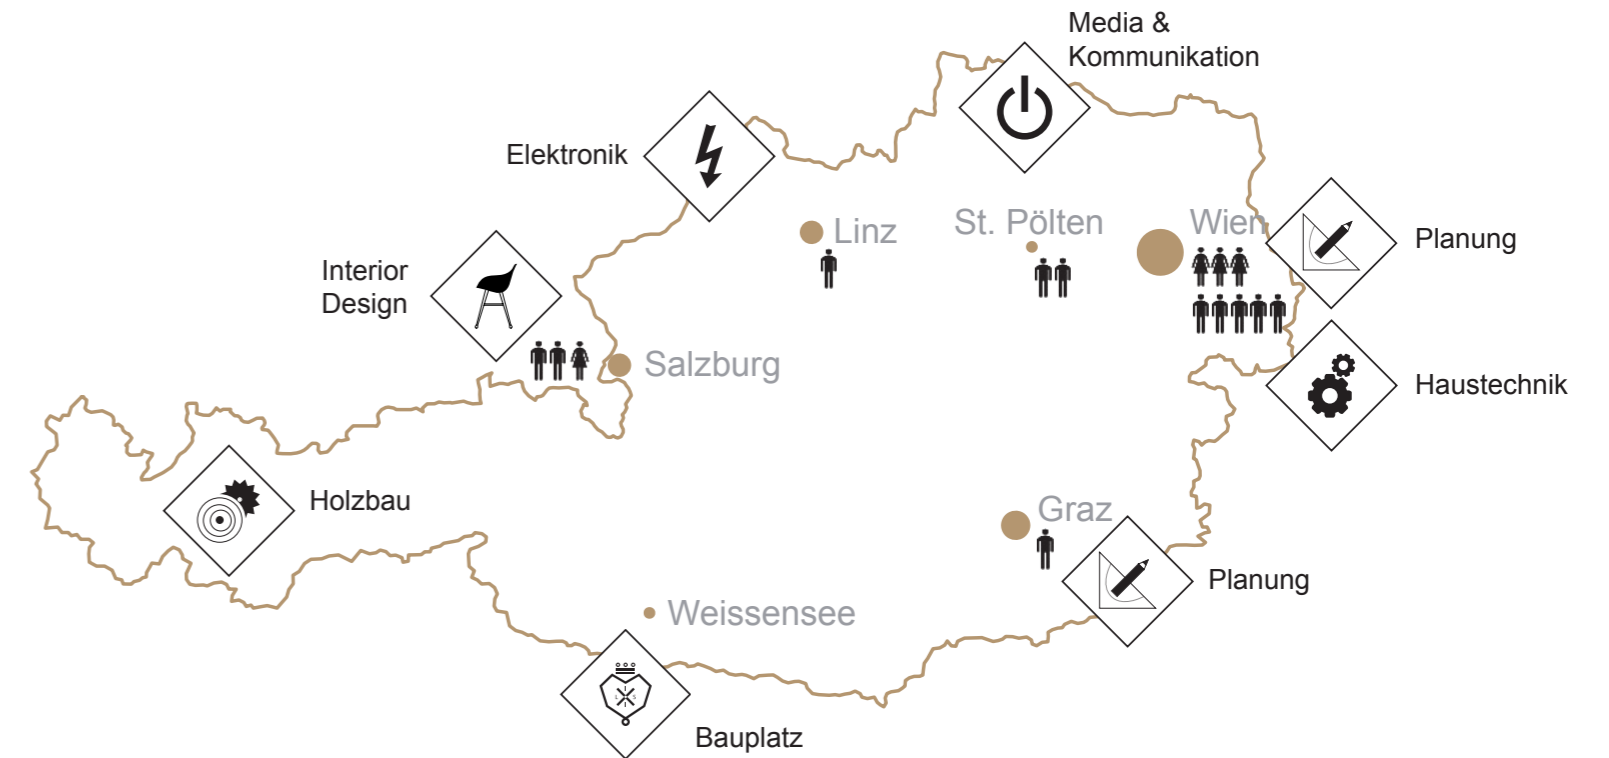 Media &
Kommunikation
Elektronik
Linz
St. Pölten
Wien
Planung
Interior
Design
Salzburg
Haustechnik
Holzbau
Graz
Planung
Weissensee
Bauplatz